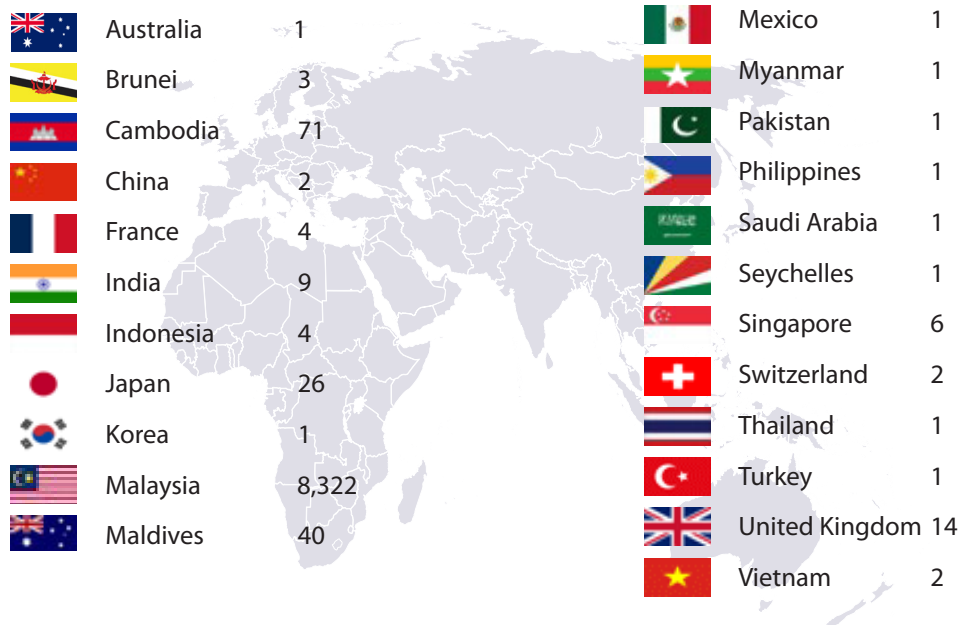 Australia 1
Brunei 3
Cambodia 71
China 2
France 4
India 9
Indonesia 4
Japan 26
Korea 1
Malaysia 8,322
Maldives 40
Mexico 1
Myanmar 1
Pakistan 1
Philippines 1
Saudi Arabia 1
Seychelles 1
Singapore 6
Switzerland 2
Thailand 1
Turkey 1
United Kingdom 14
Vietnam 2